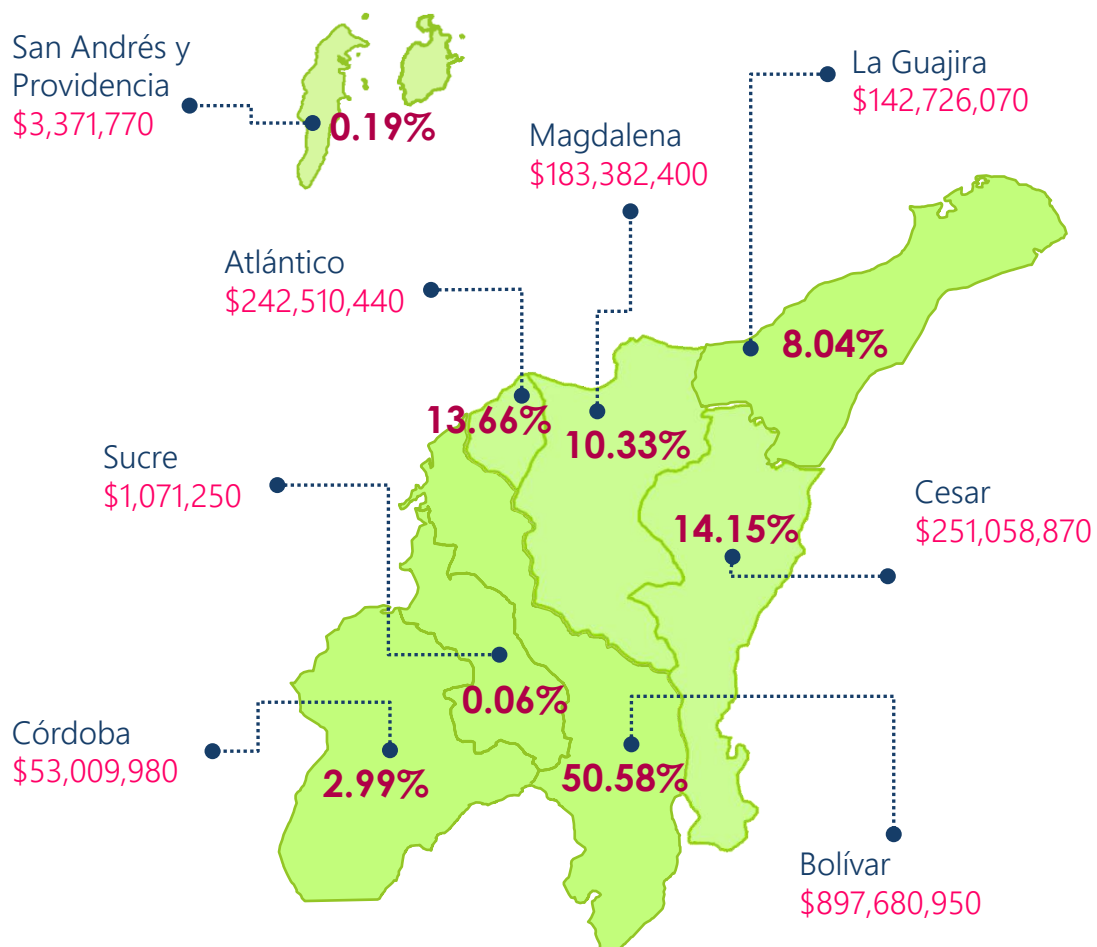 San Andrés y
Providencia
$3,371,770
0.19%
La Guajira
$142,726,070
8.04%
Magdalena
$183,382,400
10.33%
Atlántico
$242,510,440
13.66%
Sucre
$1,071,250
0.06%
Cesar
$251,058,870
14.15%
Córdoba
$53,009,980
2.99%
Bolívar
$897,680,950
50.58%